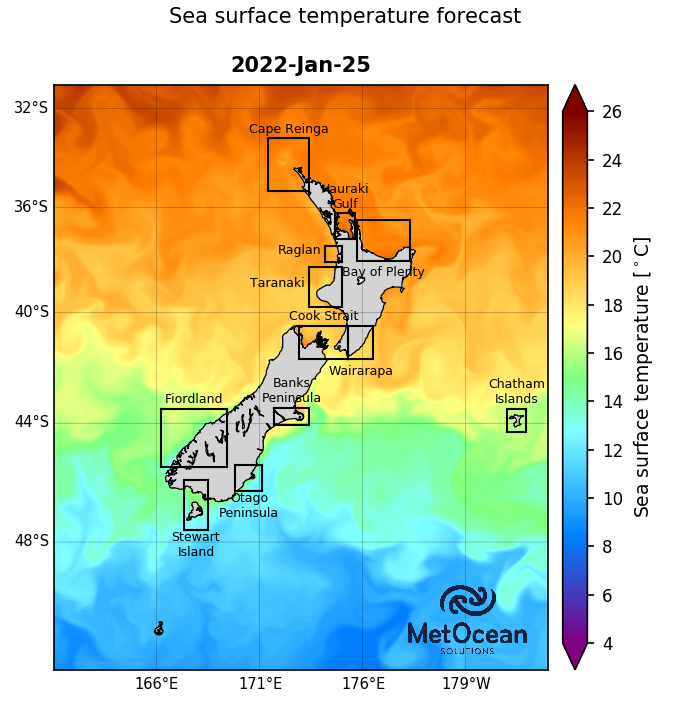 Sea surface temperature forecast
2022-Jan-25
32°S
36°S
40°S
44°S
48°S
Cape Reinga
Hauraki
Gulf
Raglan
Bay of Plenty
Taranaki
Cook Strait
Wairarapa
Banks
Peninsula
Fiordland
Chatham
Islands
Otago
Peninsula
Stewart
Island
MetOcean
SOLUTIONS
166°E
171°E
176°E
179°W
26
24
22
20
18
16
14
12
10
8
6
4
Sea surface temperature [°C]